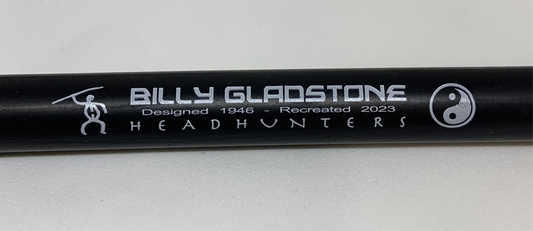 BILLY GLADSTONE
Designed 1946 - Recreated 2023
HEADHUNTERS